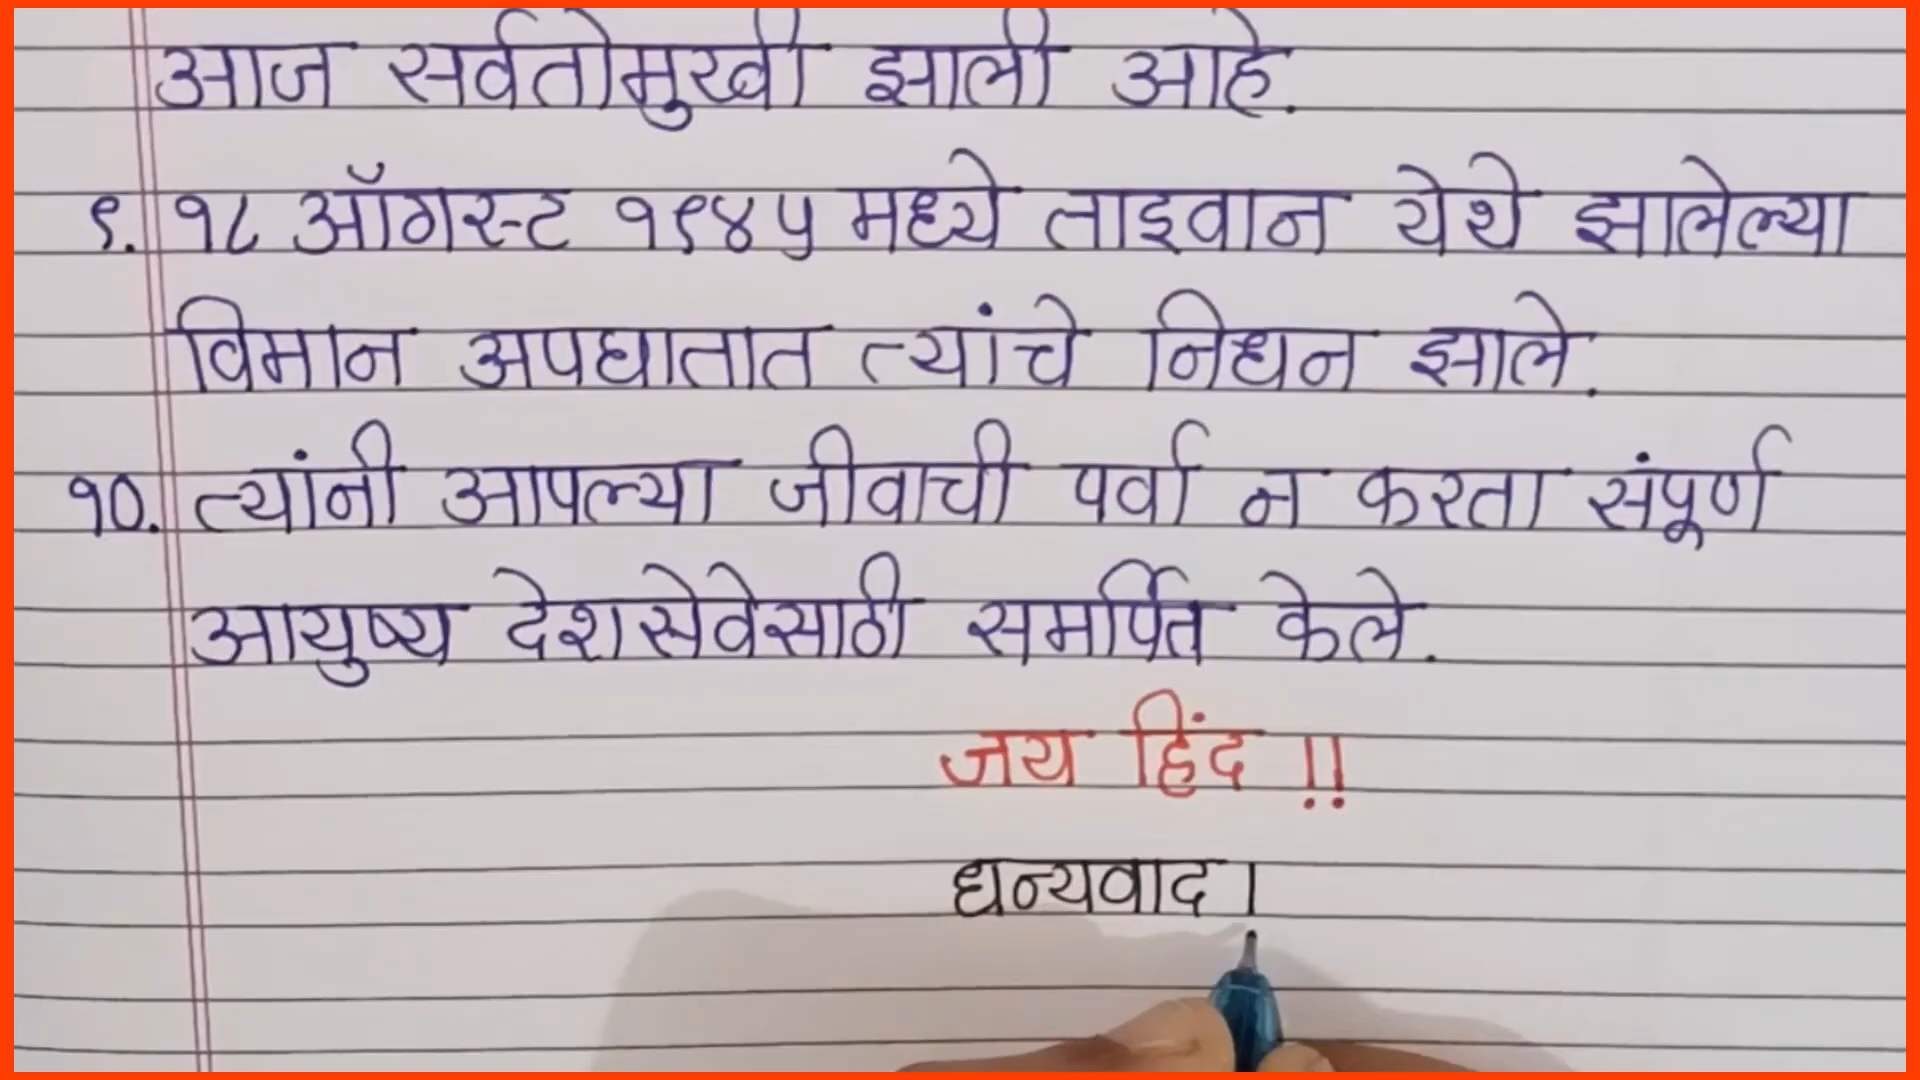 आज सर्वतोमुखी झाली आहे.
९. १८ ऑगस्ट १९४५ मध्ये ताइवान येथे झालेल्या
विमान अपघातात त्यांचे निधन झाले.
१०. त्यांनी आपल्या जीवाची पर्वा न करता संपूर्ण
आयुष्य देशसेवेसाठी समर्पित केले.
जय हिंद !!
धन्यवाद।